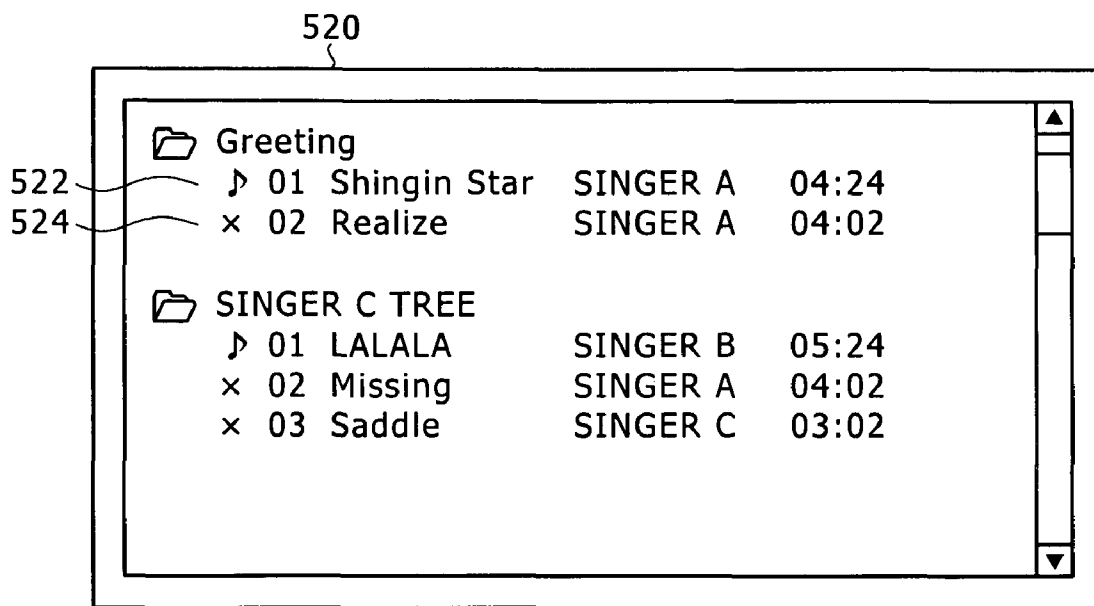 520
Greeting
522 ♪ 01 Shingin Star SINGER A 04:24
524 × 02 Realize SINGER A 04:02
SINGER C TREE
♪ 01 LALALA SINGER B 05:24
× 02 Missing SINGER A 04:02
× 03 Saddle SINGER C 03:02